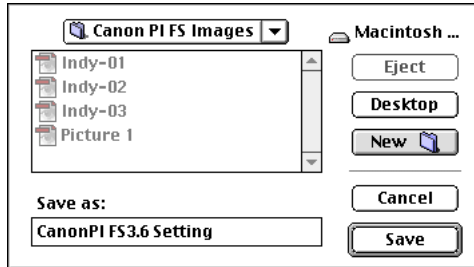 Canon PI FS Images
Macintosh ...
Indy-01
Indy-02
Indy-03
Picture 1
Eject
Desktop
New
Save as:
CanonPI FS3.6 Setting
Cancel
Save